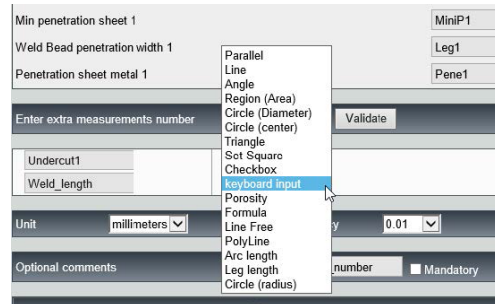 Min penetration sheet 1 MiniP1
Weld Bead penetration width 1 Leg1
Penetration sheet metal 1 Pene1
Parallel
Line
Angle
Region (Area)
Circle (Diameter)
Circle (center)
Triangle
Set Square
Checkbox
keyboard input
Porosity
Formula
Line Free
PolyLine
Arc length
Leg length
Circle (radius)
Enter extra measurements number Validate
Undercut1
Weld_length
Unit millimeters y 0.01
Optional comments _number Mandatory